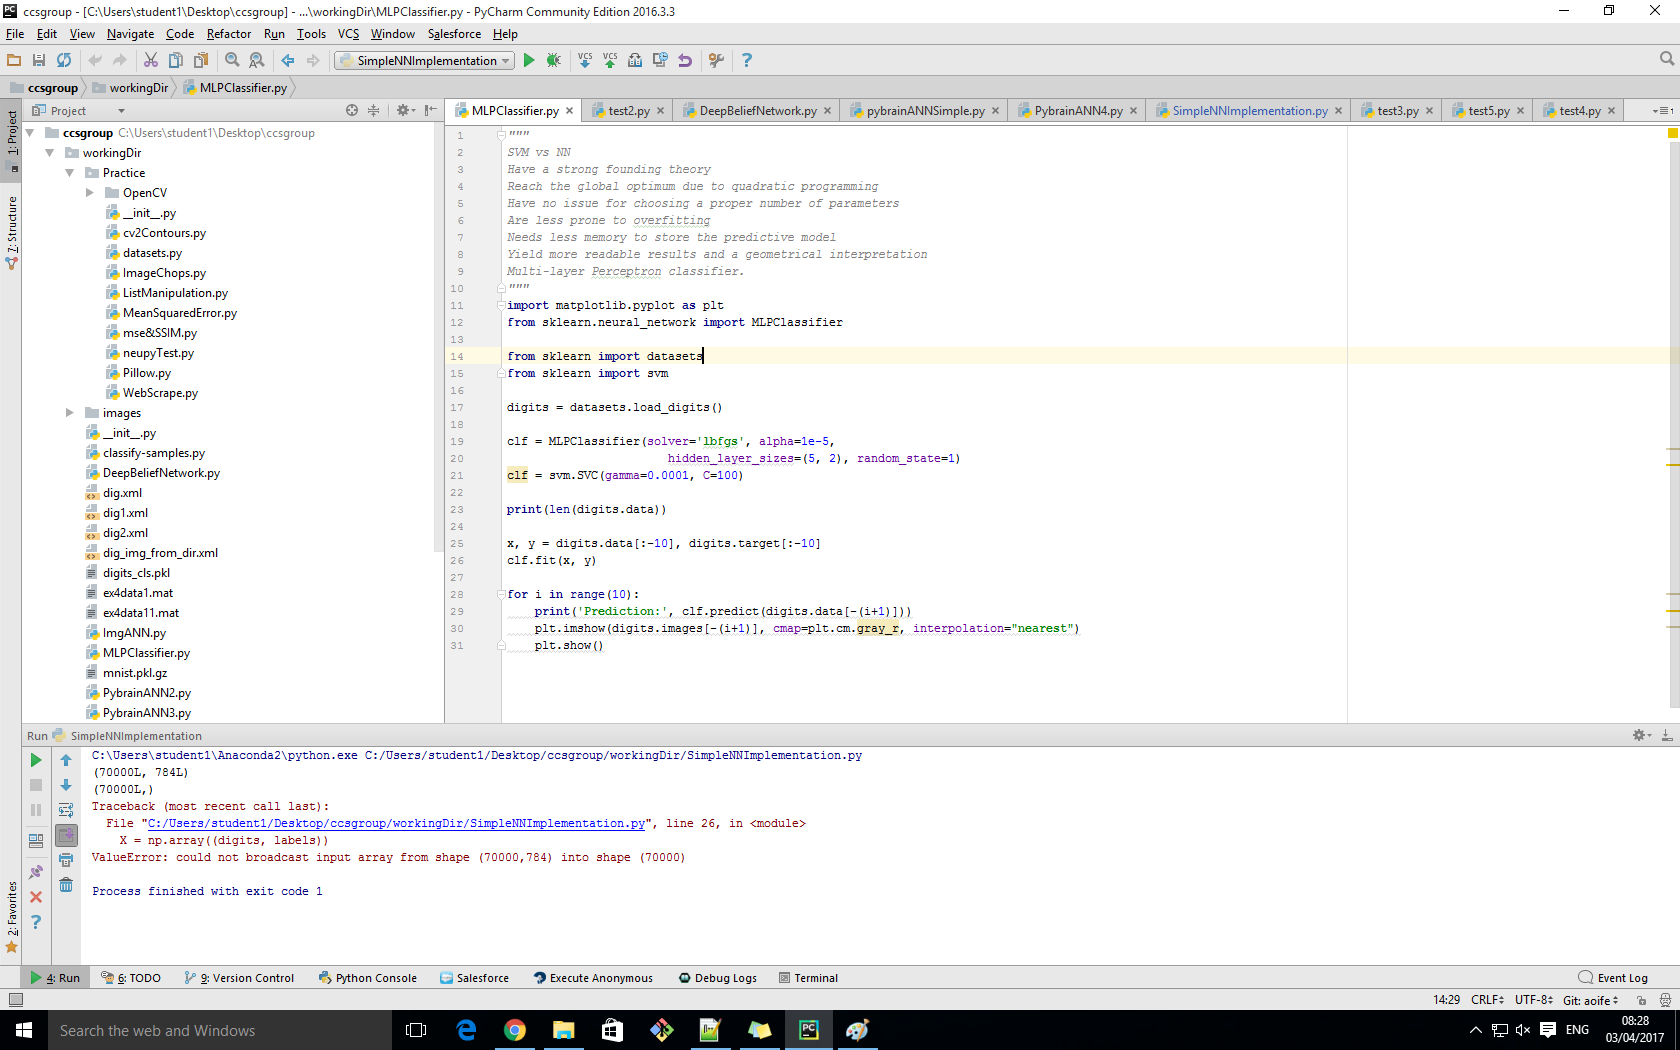 ccsgroup - [C:\Users\student1\Desktop\ccsgroup] - ...\workingDir\MLPClassifier.py - PyCharm Community Edition 2016.3.3
File Edit View Navigate Code Refactor Run Tools VCS Window Salesforce Help
SimpleNNImplementation VCS VCS
ccsgroup workingDir MLPClassifier.py
Project
MLPClassifier.py test2.py DeepBeliefNetwork.py pybrainANNSimple.py PybrainANN4.py SimpleNNImplementation.py test3.py test5.py test4.py
1: Project
7: Structure
2: Favorites
ccsgroup C:\Users\student1\Desktop\ccsgroup
workingDir
Practice
OpenCV
__init__.py
cv2Contours.py
datasets.py
ImageChops.py
ListManipulation.py
MeanSquaredError.py
mse&SSIM.py
neupyTest.py
Pillow.py
WebScrape.py
images
__init__.py
classify-samples.py
DeepBeliefNetwork.py
dig.xml
dig1.xml
dig2.xml
dig_img_from_dir.xml
digits_cls.pkl
ex4data1.mat
ex4data11.mat
ImgANN.py
MLPClassifier.py
mnist.pkl.gz
PybrainANN2.py
PybrainANN3.py
1 """
2 SVM vs NN
3 Have a strong founding theory
4 Reach the global optimum due to quadratic programming
5 Have no issue for choosing a proper number of parameters
6 Are less prone to overfitting
7 Needs less memory to store the predictive model
8 Yield more readable results and a geometrical interpretation
9 Multi-layer Perceptron classifier.
10 """
11 import matplotlib.pyplot as plt
12 from sklearn.neural_network import MLPClassifier
13
14 from sklearn import datasets
15 from sklearn import svm
16
17 digits = datasets.load_digits()
18
19 clf = MLPClassifier(solver='lbfgs', alpha=1e-5,
20 hidden_layer_sizes=(5, 2), random_state=1)
21 clf = svm.SVC(gamma=0.0001, C=100)
22
23 print(len(digits.data))
24
25 x, y = digits.data[:-10], digits.target[:-10]
26 clf.fit(x, y)
27
28 for i in range(10):
29 print('Prediction:', clf.predict(digits.data[-(i+1)]))
30 plt.imshow(digits.images[-(i+1)], cmap=plt.cm.gray_r, interpolation="nearest")
31 plt.show()
Run SimpleNNImplementation
C:\Users\student1\Anaconda2\python.exe C:/Users/student1/Desktop/ccsgroup/workingDir/SimpleNNImplementation.py
(70000L, 784L)
(70000L,)
Traceback (most recent call last):
File "C:/Users/student1/Desktop/ccsgroup/workingDir/SimpleNNImplementation.py", line 26, in <module>
X = np.array((digits, labels))
ValueError: could not broadcast input array from shape (70000,784) into shape (70000)
Process finished with exit code 1
4: Run 6: TODO 9: Version Control Python Console Salesforce Execute Anonymous Debug Logs Terminal Event Log
14:29 CRLF UTF-8 Git: aoife
Search the web and Windows
PC
ENG
08:28
03/04/2017